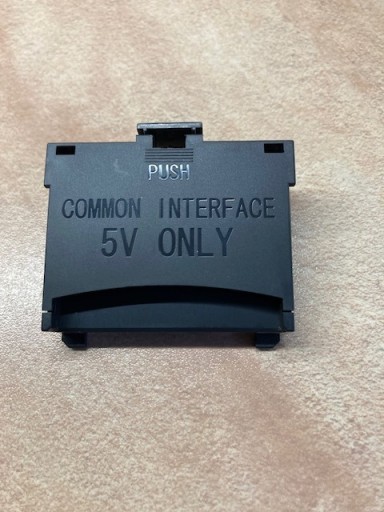 PUSH
COMMON INTERFACE
5V ONLY